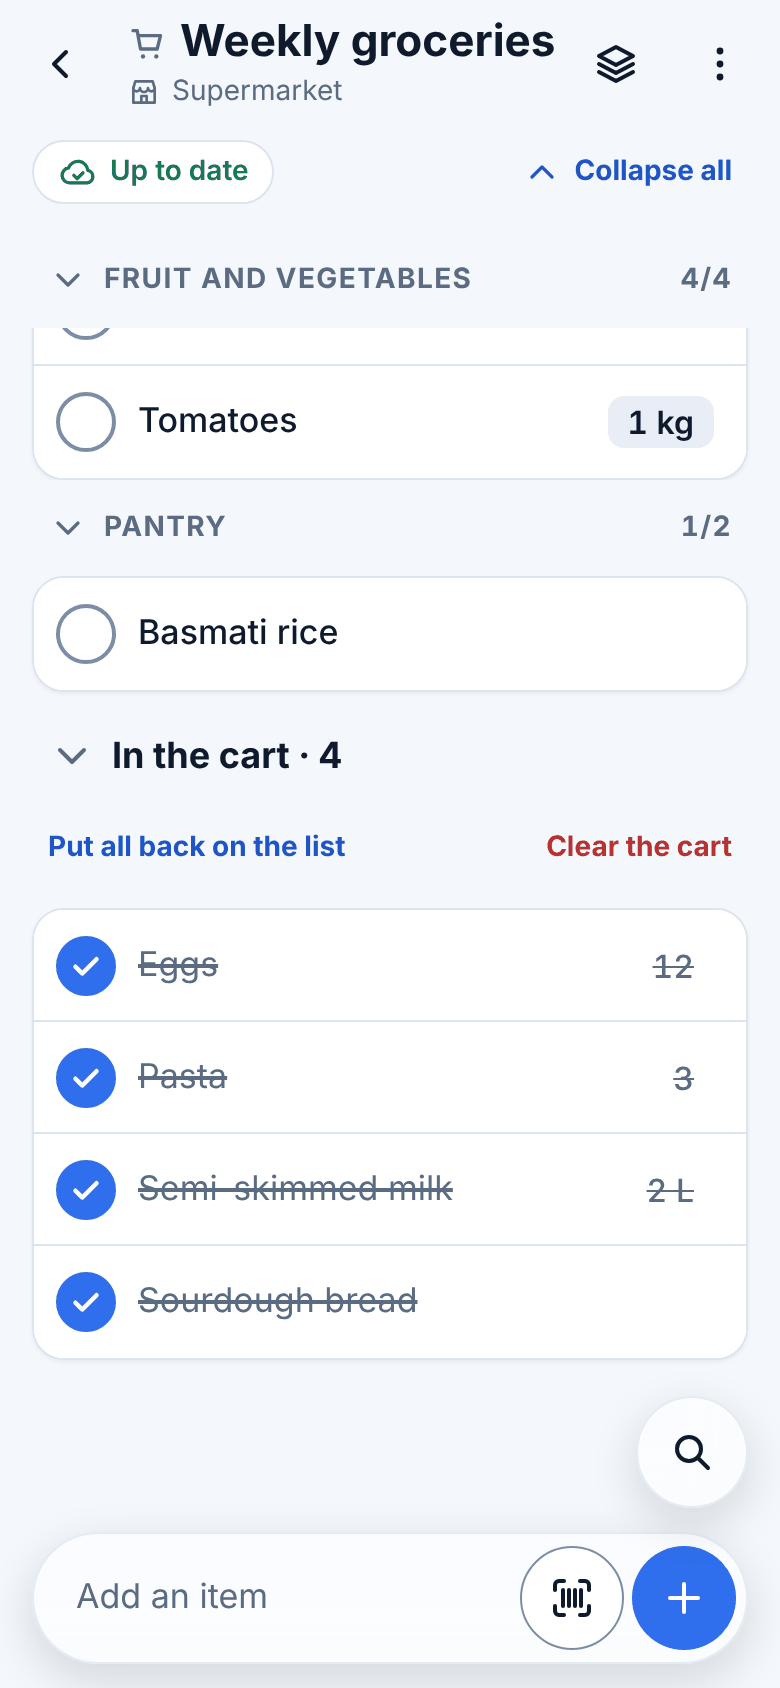 Weekly groceries
Supermarket
Up to date
Collapse all
FRUIT AND VEGETABLES 4/4
Tomatoes 1 kg
PANTRY 1/2
Basmati rice
In the cart · 4
Put all back on the list Clear the cart
Eggs 12
Pasta 3
Semi-skimmed milk 2 L
Sourdough bread
Add an item